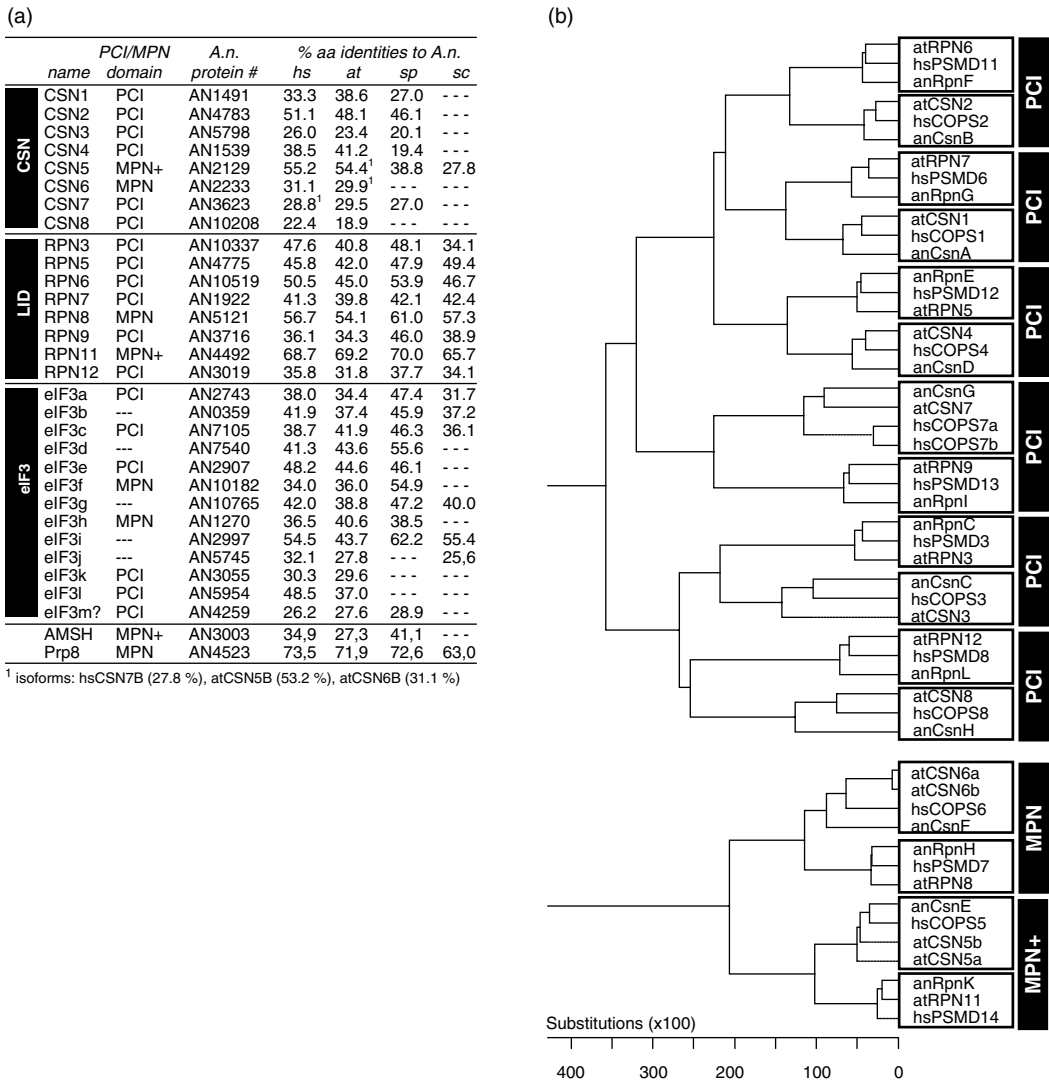 (a)
PCI/MPN A.n. % aa identities to A.n.
name domain protein # hs at sp sc
CSN
CSN1 PCI AN1491 33.3 38.6 27.0 - - -
CSN2 PCI AN4783 51.1 48.1 46.1 - - -
CSN3 PCI AN5798 26.0 23.4 20.1 - - -
CSN4 PCI AN1539 38.5 41.2 19.4 - - -
CSN5 MPN+ AN2129 55.2 54.4¹ 38.8 27.8
CSN6 MPN AN2233 31.1 29.9¹ - - - - - -
CSN7 PCI AN3623 28.8¹ 29.5 27.0 - - -
CSN8 PCI AN10208 22.4 18.9 - - - - - -
LID
RPN3 PCI AN10337 47.6 40.8 48.1 34.1
RPN5 PCI AN4775 45.8 42.0 47.9 49.4
RPN6 PCI AN10519 50.5 45.0 53.9 46.7
RPN7 PCI AN1922 41.3 39.8 42.1 42.4
RPN8 MPN AN5121 56.7 54.1 61.0 57.3
RPN9 PCI AN3716 36.1 34.3 46.0 38.9
RPN11 MPN+ AN4492 68.7 69.2 70.0 65.7
RPN12 PCI AN3019 35.8 31.8 37.7 34.1
eIF3
eIF3a PCI AN2743 38.0 34.4 47.4 31.7
eIF3b --- AN0359 41.9 37.4 45.9 37.2
eIF3c PCI AN7105 38.7 41.9 46.3 36.1
eIF3d --- AN7540 41.3 43.6 55.6 - - -
eIF3e PCI AN2907 48.2 44.6 46.1 - - -
eIF3f MPN AN10182 34.0 36.0 54.9 - - -
eIF3g --- AN10765 42.0 38.8 47.2 40.0
eIF3h MPN AN1270 36.5 40.6 38.5 - - -
eIF3i --- AN2997 54.5 43.7 62.2 55.4
eIF3j --- AN5745 32.1 27.8 - - - 25,6
eIF3k PCI AN3055 30.3 29.6 - - - - - -
eIF3l PCI AN5954 48.5 37.0 - - - - - -
eIF3m? PCI AN4259 26.2 27.6 28.9 - - -
AMSH MPN+ AN3003 34,9 27,3 41,1 - - -
Prp8 MPN AN4523 73,5 71,9 72,6 63,0
¹ isoforms: hsCSN7B (27.8 %), atCSN5B (53.2 %), atCSN6B (31.1 %)
(b)
atRPN6
hsPSMD11
anRpnF
atCSN2
hsCOPS2
anCsnB
PCI
atRPN7
hsPSMD6
anRpnG
atCSN1
hsCOPS1
anCsnA
PCI
anRpnE
hsPSMD12
atRPN5
atCSN4
hsCOPS4
anCsnD
PCI
anCsnG
atCSN7
hsCOPS7a
hsCOPS7b
atRPN9
hsPSMD13
anRpnI
PCI
anRpnC
hsPSMD3
atRPN3
anCsnC
hsCOPS3
atCSN3
PCI
atRPN12
hsPSMD8
anRpnL
atCSN8
hsCOPS8
anCsnH
PCI
atCSN6a
atCSN6b
hsCOPS6
anCsnF
anRpnH
hsPSMD7
atRPN8
MPN
anCsnE
hsCOPS5
atCSN5b
atCSN5a
anRpnK
atRPN11
hsPSMD14
MPN+
Substitutions (x100)
400 300 200 100 0